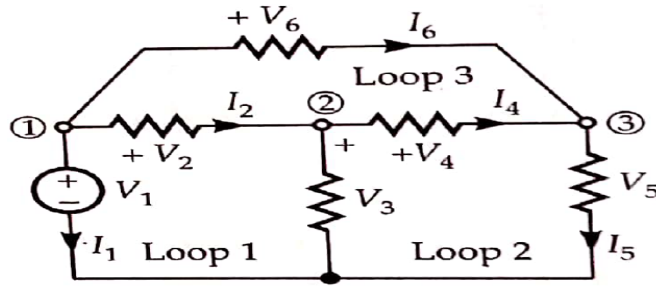 + V6 I6
Loop 3
① I2 ② I4 ③
+ V2 + +V4
+ V1 V3 V5
−
I1 Loop 1 Loop 2 I5